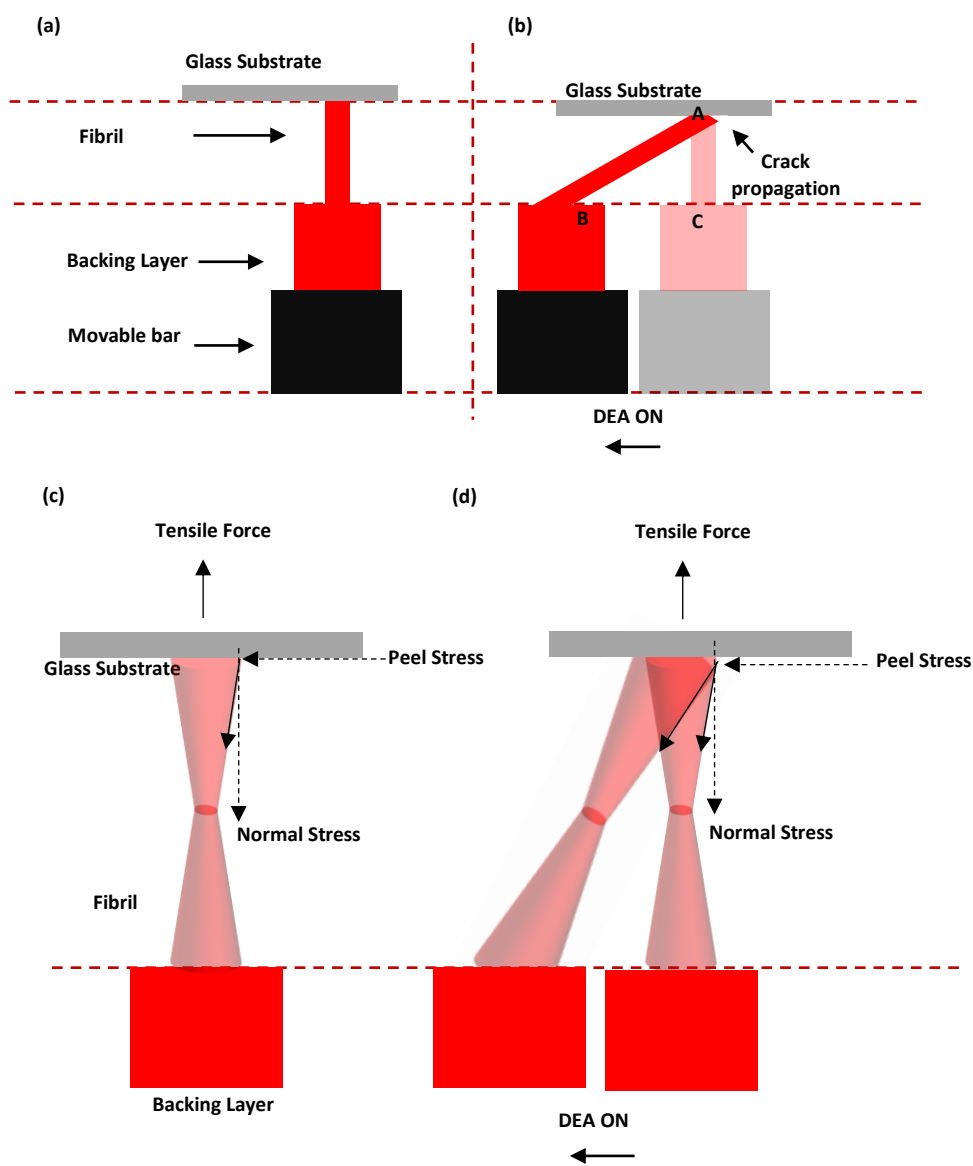 (a)
Glass Substrate
Fibril
Backing Layer
Movable bar
(b)
Glass Substrate
A
Crack
propagation
B
C
DEA ON
(c)
Tensile Force
Glass Substrate
Peel Stress
Normal Stress
Fibril
Backing Layer
(d)
Tensile Force
Peel Stress
Normal Stress
DEA ON